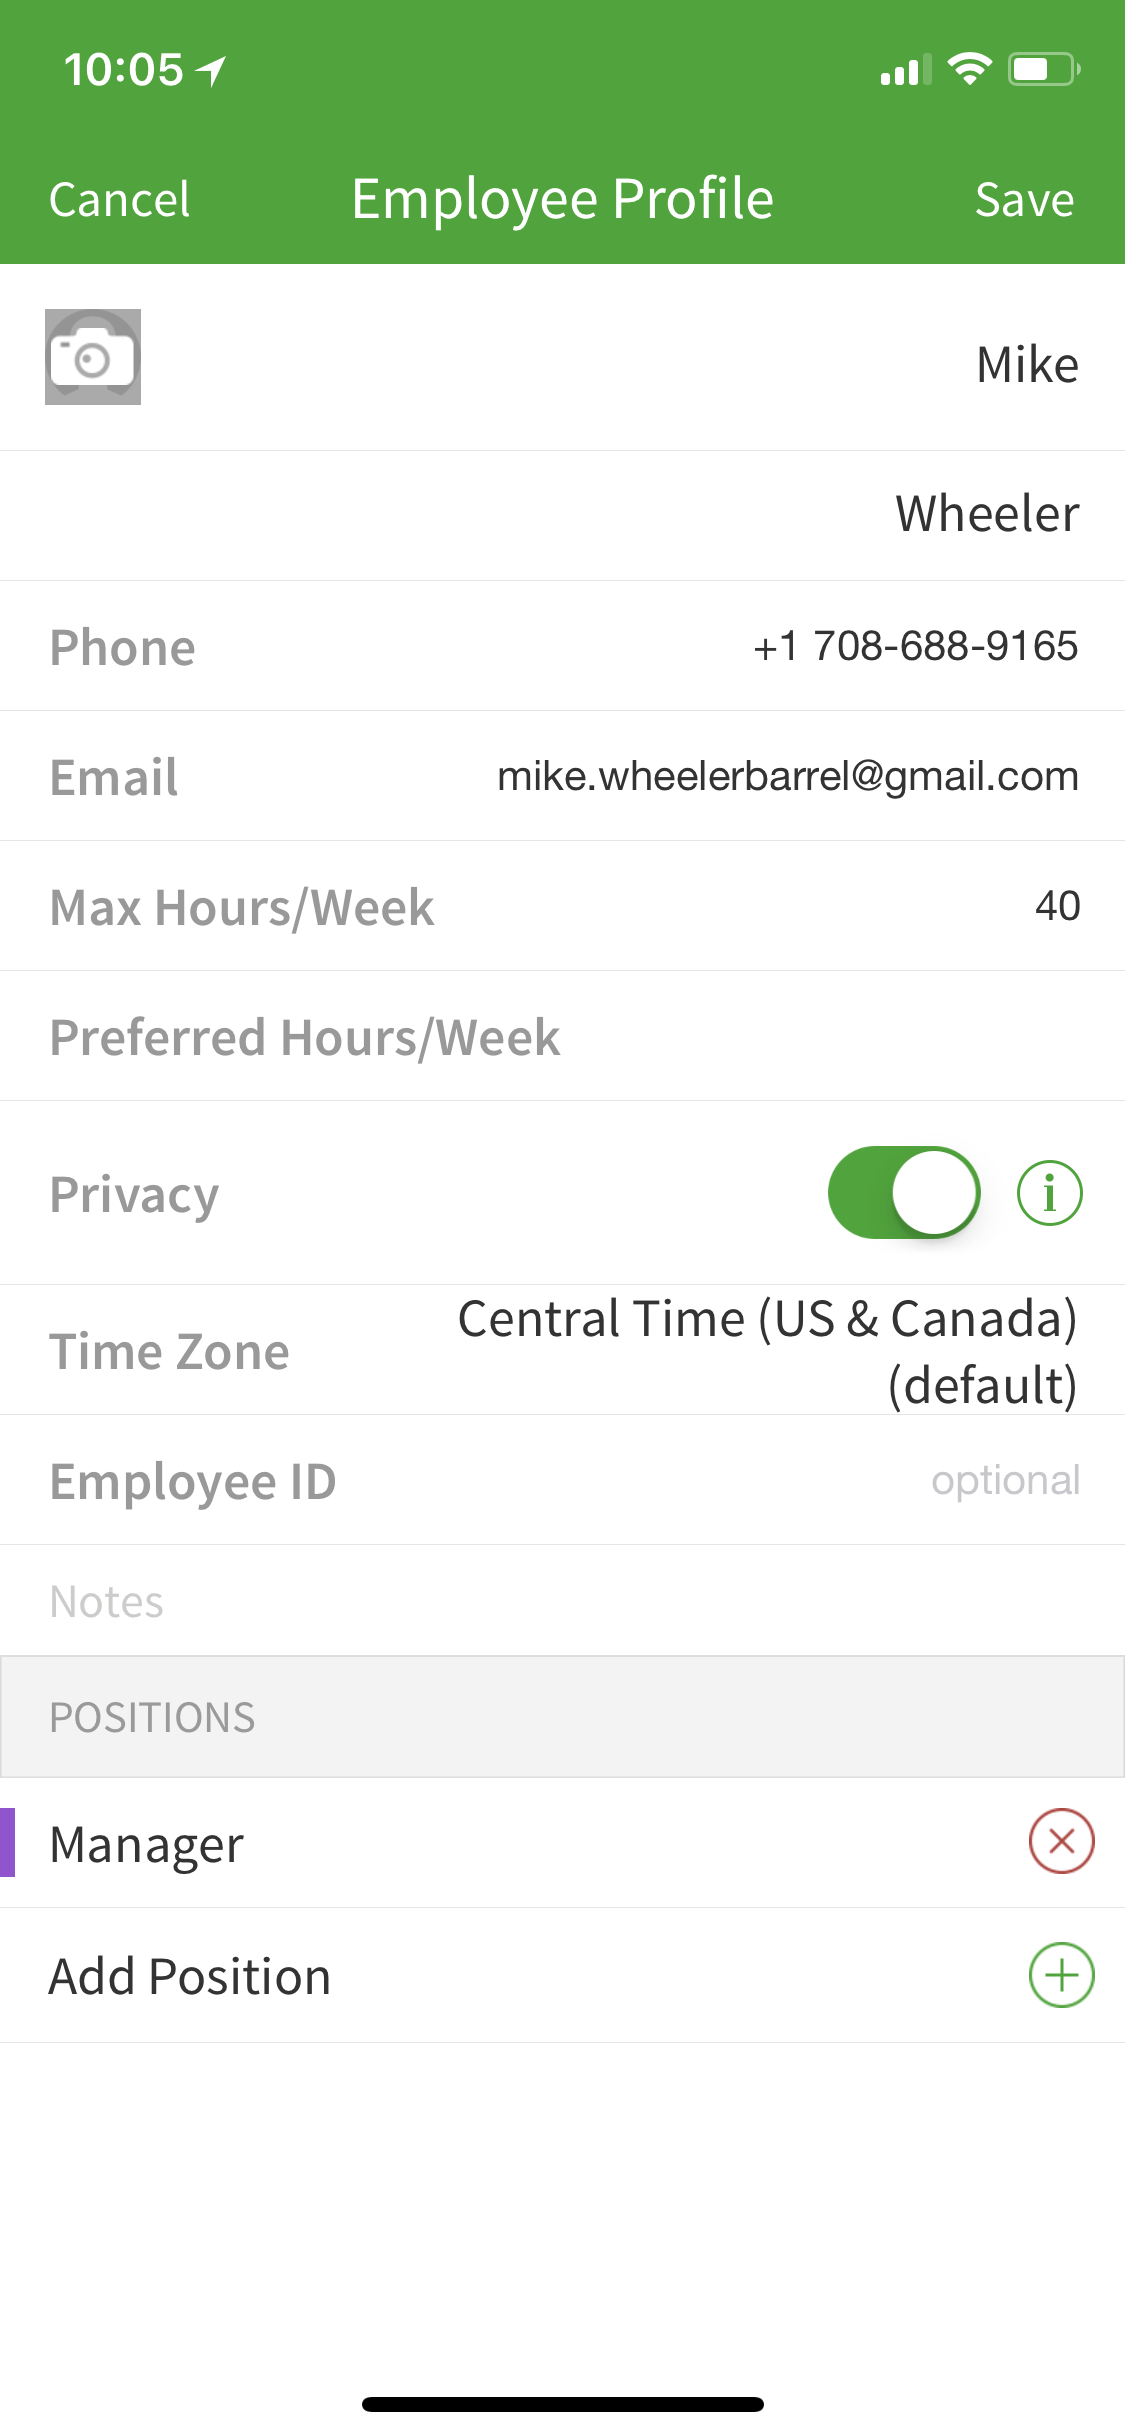 10:05
Cancel Employee Profile Save
Mike
Wheeler
Phone +1 708-688-9165
Email mike.wheelerbarrel@gmail.com
Max Hours/Week 40
Preferred Hours/Week
Privacy i
Time Zone Central Time (US & Canada)
(default)
Employee ID optional
Notes
POSITIONS
Manager
Add Position